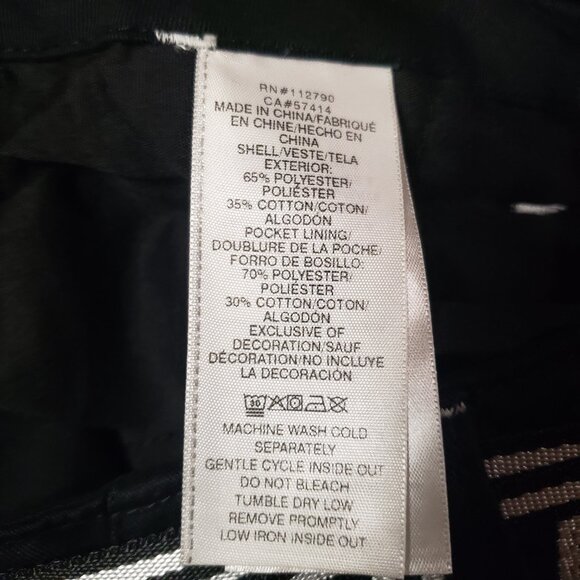 RN#112790
CA#57414
MADE IN CHINA/FABRIQUÉ
EN CHINE/HECHO EN
CHINA
SHELL/VESTE/TELA
EXTERIOR:
65% POLYESTER/
POLIÉSTER
35% COTTON/COTON/
ALGODÓN
POCKET LINING/
DOUBLURE DE LA POCHE/
FORRO DE BOSILLO:
70% POLYESTER/
POLIÉSTER
30% COTTON/COTON/
ALGODÓN
EXCLUSIVE OF
DECORATION/SAUF
DÉCORATION/NO INCLUYE
LA DECORACIÓN
30
MACHINE WASH COLD
SEPARATELY
GENTLE CYCLE INSIDE OUT
DO NOT BLEACH
TUMBLE DRY LOW
REMOVE PROMPTLY
LOW IRON INSIDE OUT